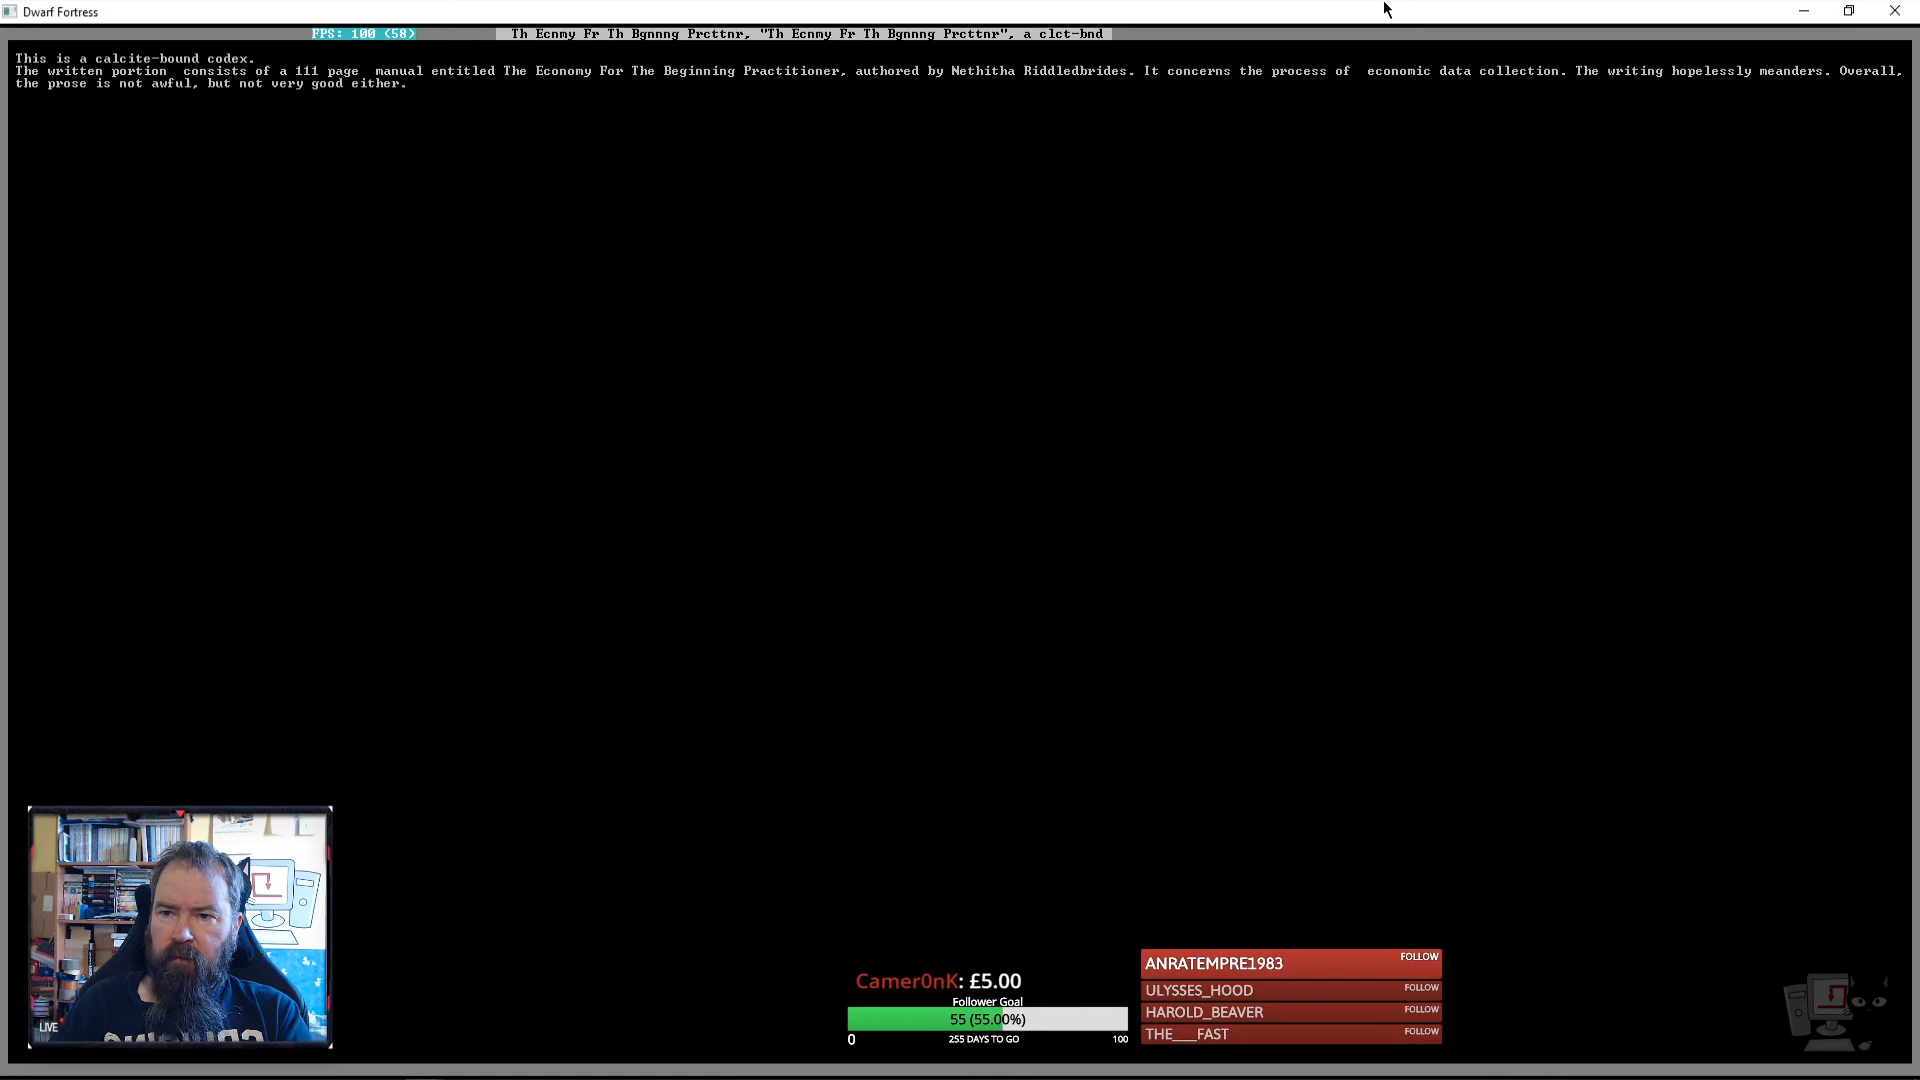 Dwarf Fortress
FPS: 100 (58)
Th Ecnmy Fr Th Bgnnng Prcttnr, "Th Ecnmy Fr Th Bgnnng Prcttnr", a clct-bnd
This is a calcite-bound codex.
The written portion consists of a 111 page manual entitled The Economy For The Beginning Practitioner, authored by Nethitha Riddledbrides. It concerns the process of economic data collection. The writing hopelessly meanders. Overall,
the prose is not awful, but not very good either.
LIVE
Camer0nK: £5.00
Follower Goal
55 (55.00%)
0 255 DAYS TO GO 100
ANRATEMPRE1983 FOLLOW
ULYSSES_HOOD FOLLOW
HAROLD_BEAVER FOLLOW
THE___FAST FOLLOW